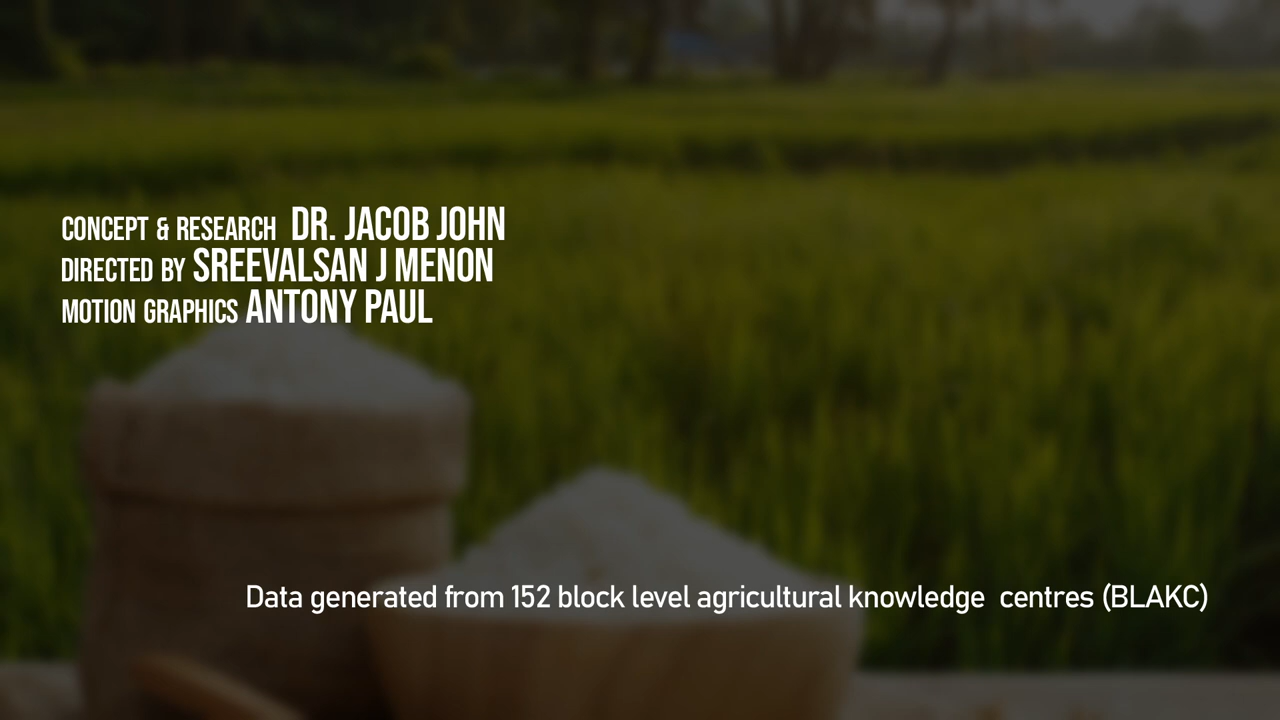 CONCEPT & RESEARCH DR. JACOB JOHN
DIRECTED BY SREEVALSAN J MENON
MOTION GRAPHICS ANTONY PAUL
Data generated from 152 block level agricultural knowledge centres (BLAKC)